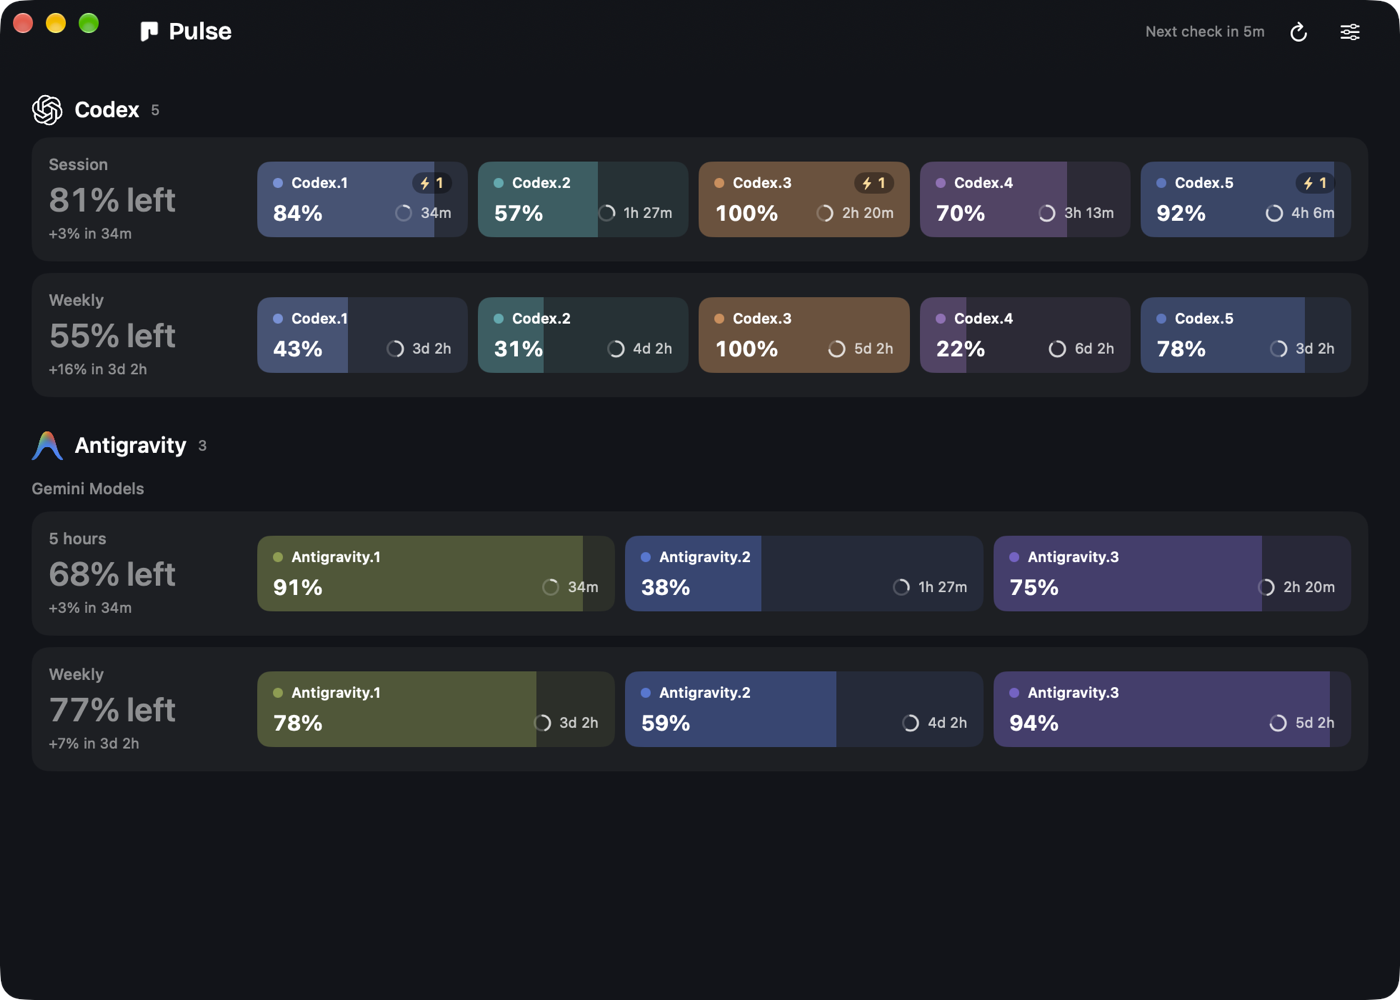 Pulse
Next check in 5m
Codex 5
Session
81% left
+3% in 34m
Codex.1 1
84% 34m
Codex.2
57% 1h 27m
Codex.3 1
100% 2h 20m
Codex.4
70% 3h 13m
Codex.5 1
92% 4h 6m
Weekly
55% left
+16% in 3d 2h
Codex.1
43% 3d 2h
Codex.2
31% 4d 2h
Codex.3
100% 5d 2h
Codex.4
22% 6d 2h
Codex.5
78% 3d 2h
Antigravity 3
Gemini Models
5 hours
68% left
+3% in 34m
Antigravity.1
91% 34m
Antigravity.2
38% 1h 27m
Antigravity.3
75% 2h 20m
Weekly
77% left
+7% in 3d 2h
Antigravity.1
78% 3d 2h
Antigravity.2
59% 4d 2h
Antigravity.3
94% 5d 2h